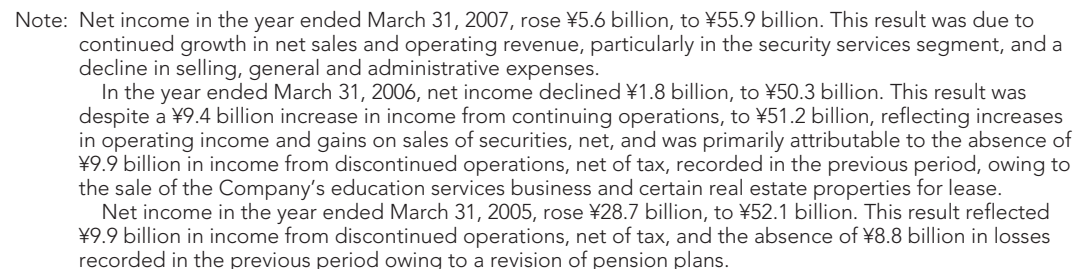 Note: Net income in the year ended March 31, 2007, rose ¥5.6 billion, to ¥55.9 billion. This result was due to
continued growth in net sales and operating revenue, particularly in the security services segment, and a
decline in selling, general and administrative expenses.
In the year ended March 31, 2006, net income declined ¥1.8 billion, to ¥50.3 billion. This result was
despite a ¥9.4 billion increase in income from continuing operations, to ¥51.2 billion, reflecting increases
in operating income and gains on sales of securities, net, and was primarily attributable to the absence of
¥9.9 billion in income from discontinued operations, net of tax, recorded in the previous period, owing to
the sale of the Company's education services business and certain real estate properties for lease.
Net income in the year ended March 31, 2005, rose ¥28.7 billion, to ¥52.1 billion. This result reflected
¥9.9 billion in income from discontinued operations, net of tax, and the absence of ¥8.8 billion in losses
recorded in the previous period owing to a revision of pension plans.